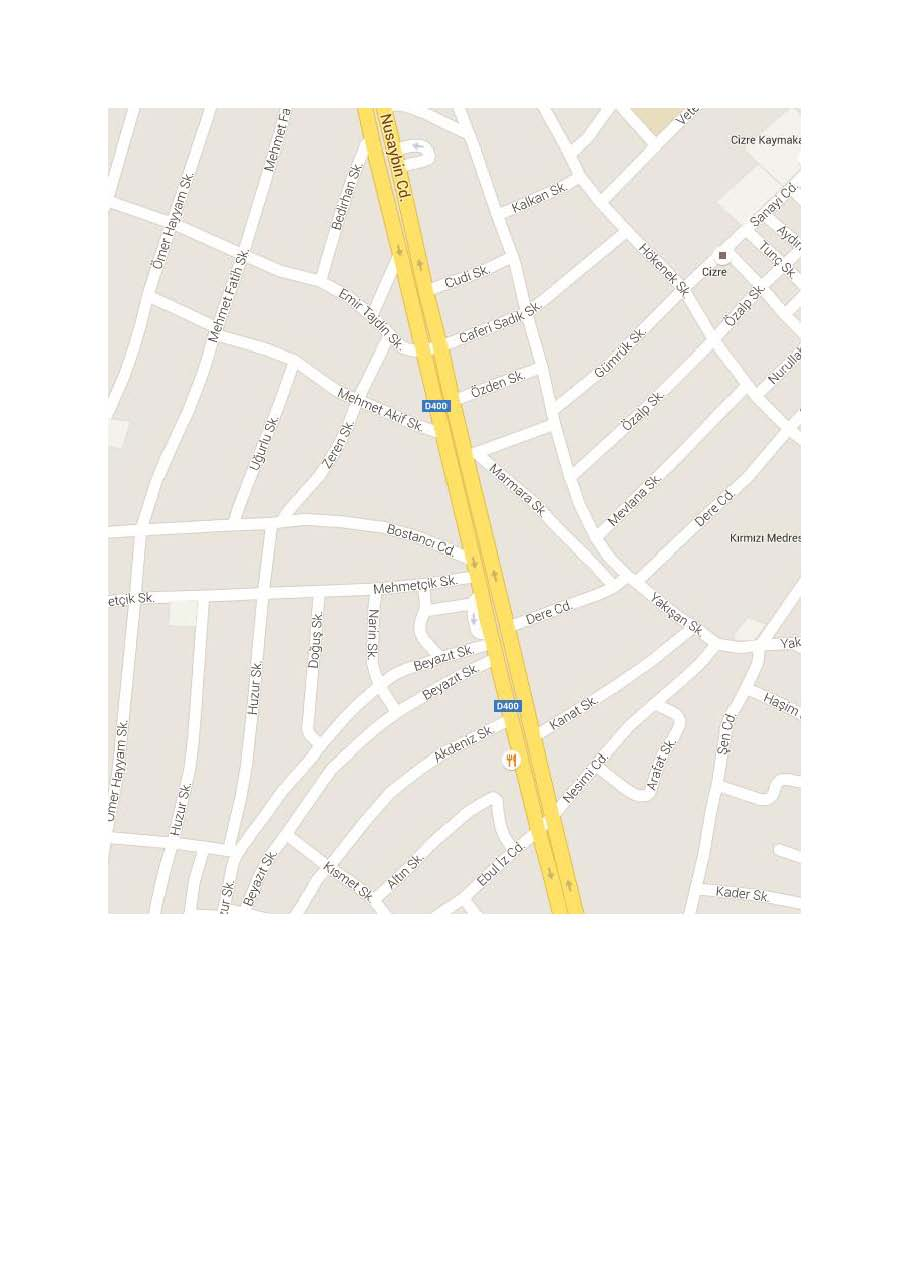 Mehmet Fa
Nusaybin Cd.
Vete
Cizre Kaymaka
Ömer Hayyam Sk.
Bedirhan Sk.
Kalkan Sk.
Sanayi Cd.
Aydın
Tunç Sk.
Mehmet Fatih Sk.
Hökenek Sk.
Cizre
Cudi Sk.
Emir Tajdin Sk.
Caferi Sadık Sk.
Özalp Sk.
Gümrük Sk.
Nurullah
Özden Sk.
Mehmet Akif Sk.
D400
Özalp Sk.
Uğurlu Sk.
Zeren Sk.
Marmara Sk.
Mevlana Sk.
Dere Cd.
Bostancı Cd.
Kırmızı Medres
Mehmetçik Sk.
etçik Sk.
Dere Cd.
Yakışan Sk.
Doğuş Sk.
Narin Sk.
Beyazıt Sk.
Yak
Beyazıt Sk.
Huzur Sk.
D400
Kanat Sk.
Haşim
Akdeniz Sk.
Şen Cd.
Arafat Sk.
Ömer Hayyam Sk.
Huzur Sk.
Nesimi Cd.
Ebul İz Cd.
Altın Sk.
Kısmet Sk.
Beyazıt Sk.
zur Sk.
Kader Sk.